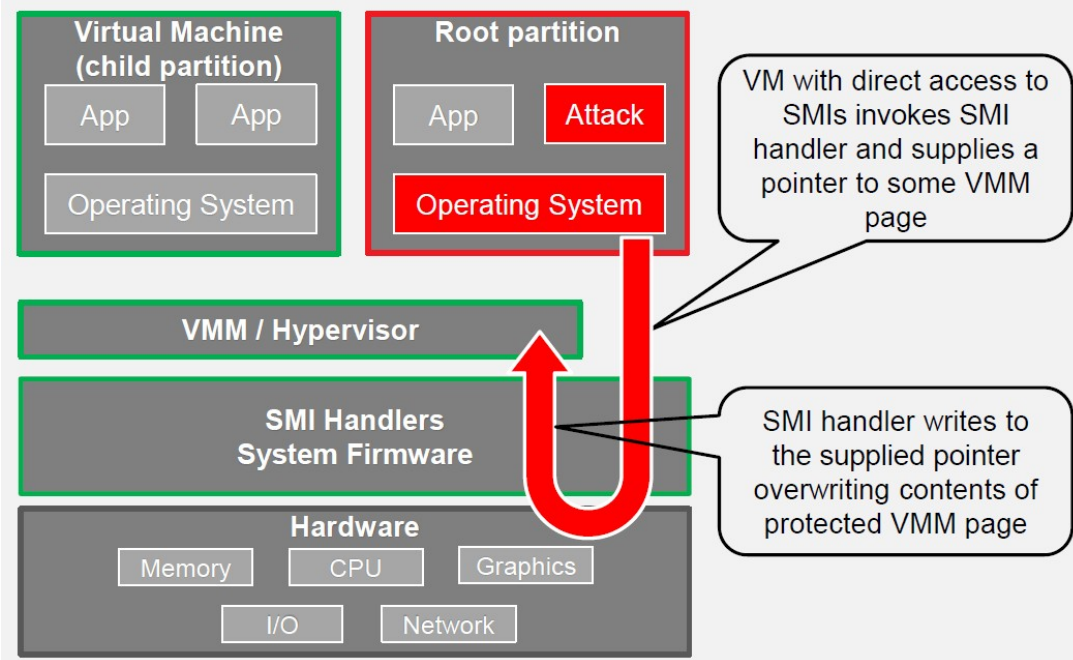 Virtual Machine
(child partition)
App
App
Operating System
Root partition
App
Attack
Operating System
VM with direct access to
SMIs invokes SMI
handler and supplies a
pointer to some VMM
page
VMM / Hypervisor
SMI Handlers
System Firmware
SMI handler writes to
the supplied pointer
overwriting contents of
protected VMM page
Hardware
Memory
CPU
Graphics
I/O
Network